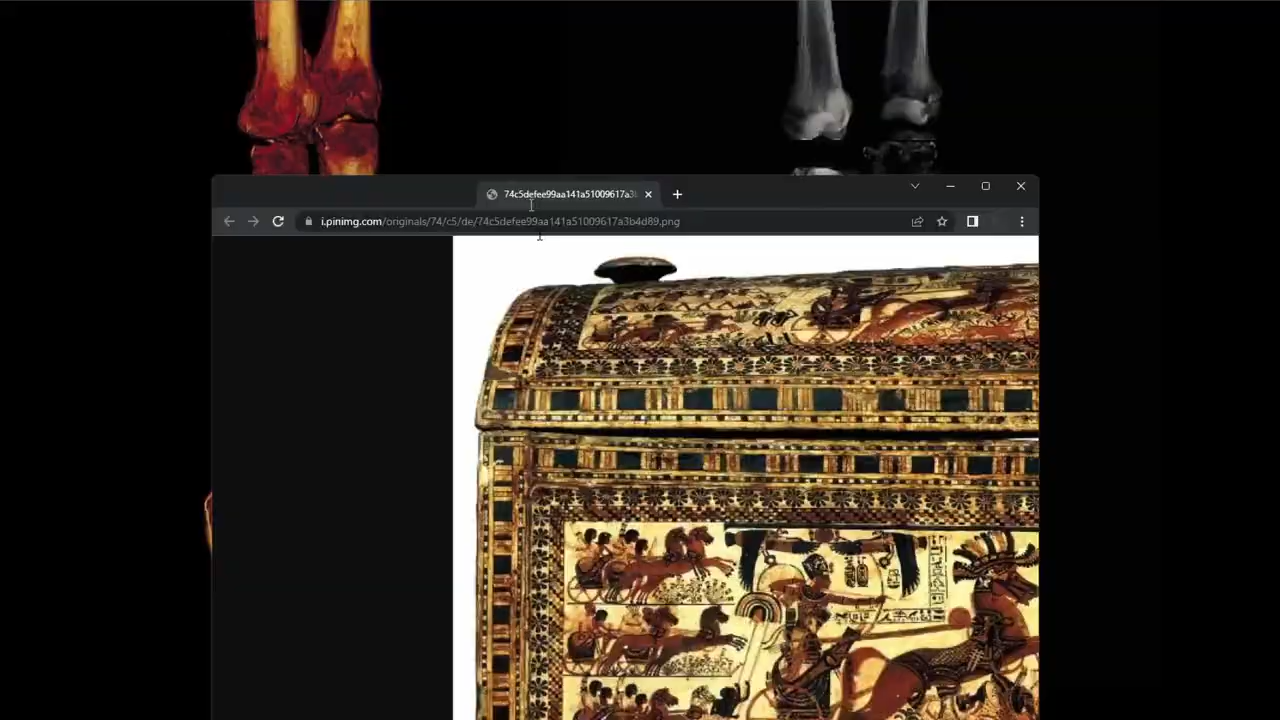 74c5defee99aa141a51009617a3
i.pinimg.com/originals/74/c5/de/74c5defee99aa141a51009617a3b4d89.png